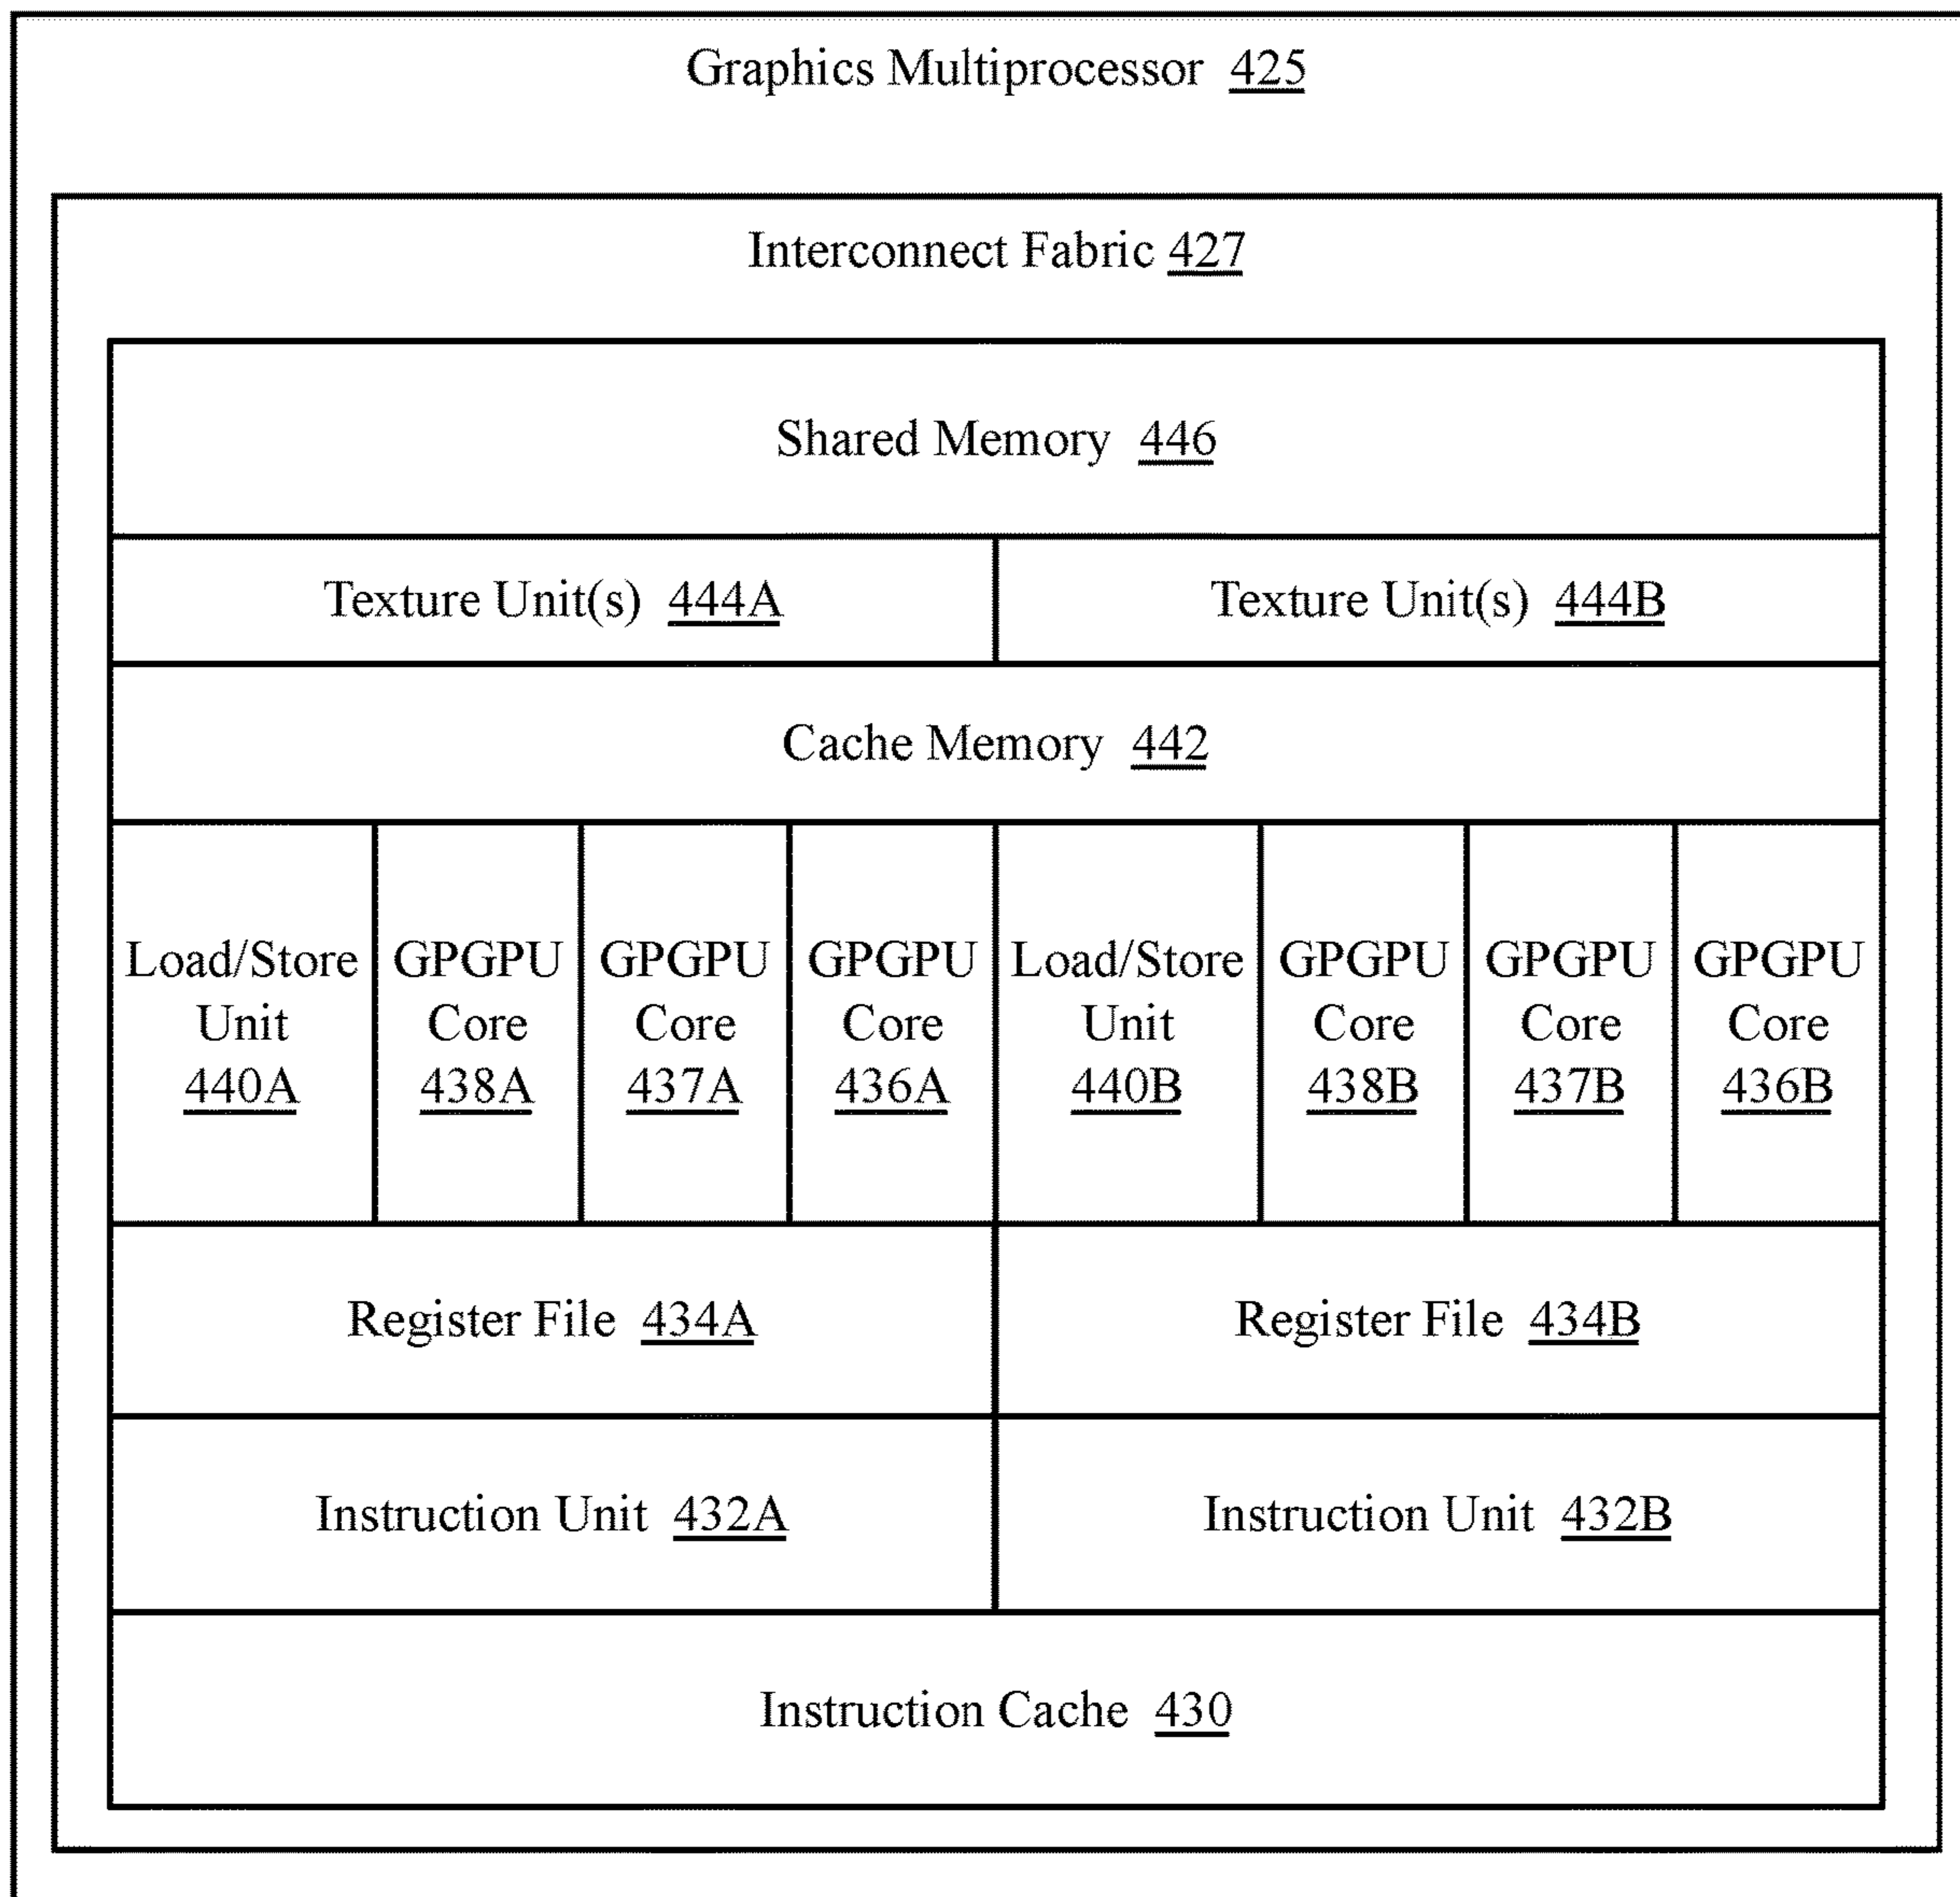 Graphics Multiprocessor 425
Interconnect Fabric 427
Shared Memory 446
Texture Unit(s) 444A
Texture Unit(s) 444B
Cache Memory 442
Load/Store
Unit
440A
GPGPU
Core
438A
GPGPU
Core
437A
GPGPU
Core
436A
Load/Store
Unit
440B
GPGPU
Core
438B
GPGPU
Core
437B
GPGPU
Core
436B
Register File 434A
Register File 434B
Instruction Unit 432A
Instruction Unit 432B
Instruction Cache 430